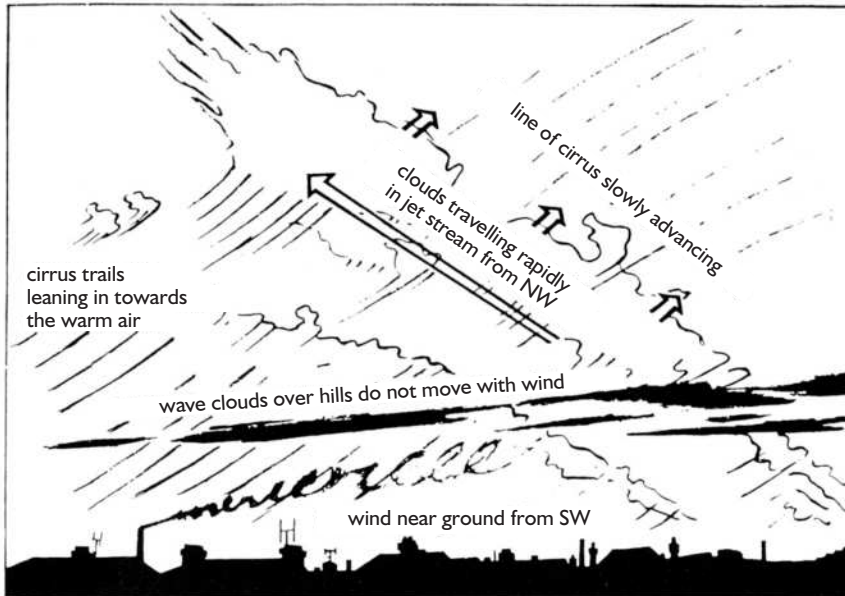 line of cirrus slowly advancing
clouds travelling rapidly
in jet stream from NW
cirrus trails
leaning in towards
the warm air
wave clouds over hills do not move with wind
wind near ground from SW